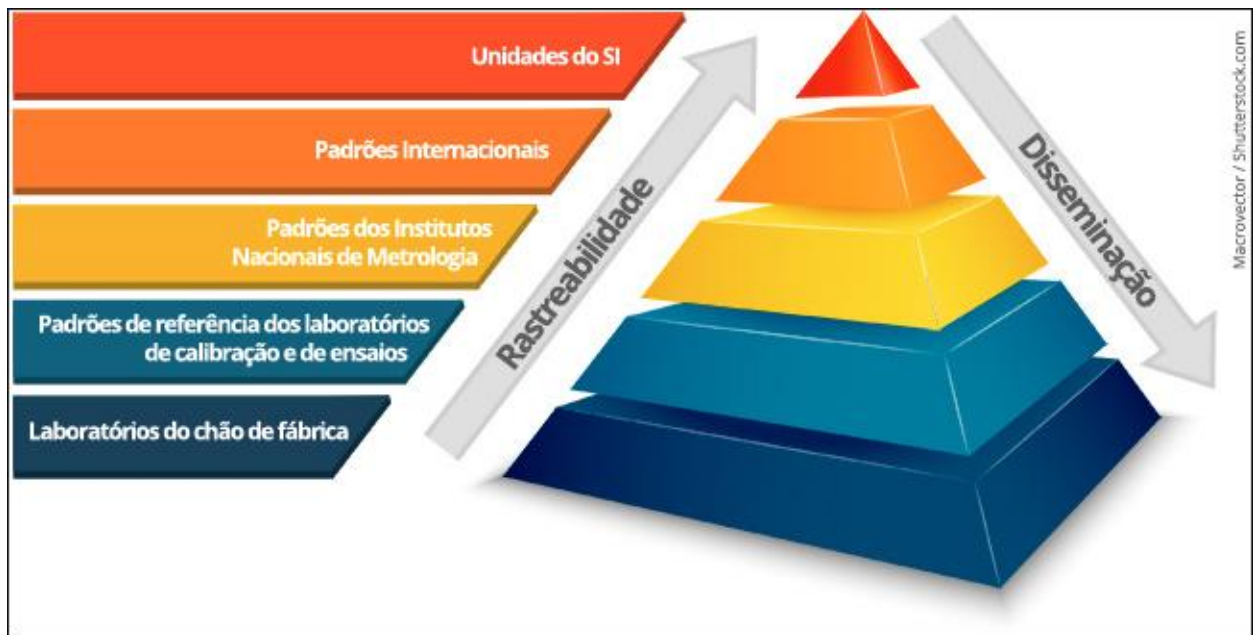 Unidades do SI
Padrões Internacionais
Padrões dos Institutos
Nacionais de Metrologia
Padrões de referência dos laboratórios
de calibração e de ensaios
Laboratórios do chão de fábrica
Rastreabilidade
Disseminação
Macrovector / Shutterstock.com